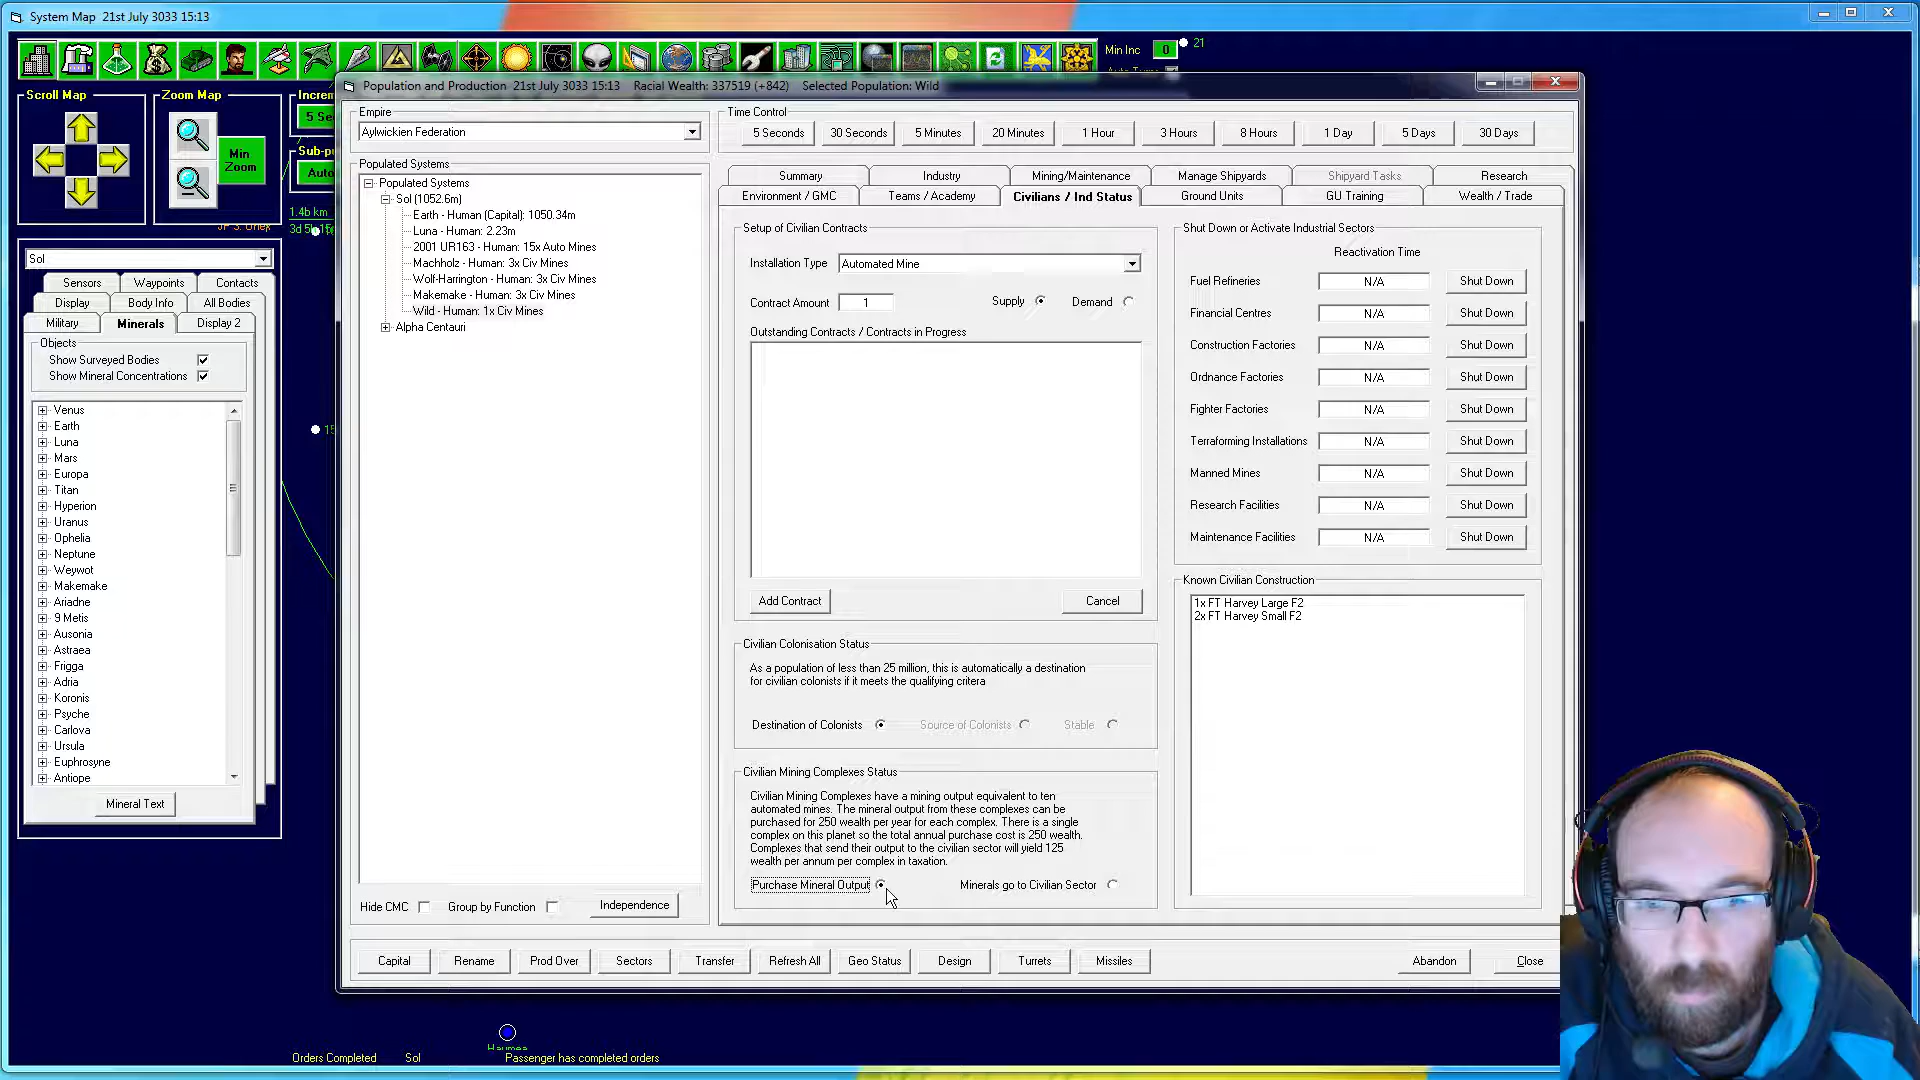 System Map 21st July 3033 15:13
Min Inc 0 21
Population and Production 21st July 3033 15:13 Racial Wealth: 337519 (+842) Selected Population: Wild
Scroll Map
Zoom Map
Min Zoom
Empire
Aylwickien Federation
Time Control
5 Seconds 30 Seconds 5 Minutes 20 Minutes 1 Hour 3 Hours 8 Hours 1 Day 5 Days 30 Days
Populated Systems
Populated Systems
Sol (1052.6m)
Earth - Human (Capital): 1050.34m
Luna - Human: 2.23m
2001 UR163 - Human: 15x Auto Mines
Machholz - Human: 3x Civ Mines
Wolf-Harrington - Human: 3x Civ Mines
Makemake - Human: 3x Civ Mines
Wild - Human: 1x Civ Mines
Alpha Centauri
Summary Industry Mining/Maintenance Manage Shipyards Shipyard Tasks Research
Environment / GMC Teams / Academy Civilians / Ind Status Ground Units GU Training Wealth / Trade
Setup of Civilian Contracts
Installation Type Automated Mine
Contract Amount 1 Supply Demand
Outstanding Contracts / Contracts in Progress
Add Contract Cancel
Civilian Colonisation Status
As a population of less than 25 million, this is automatically a destination
for civilian colonists if it meets the qualifying critera
Destination of Colonists Source of Colonists Stable
Civilian Mining Complexes Status
Civilian Mining Complexes have a mining output equivalent to ten
automated mines. The mineral output from these complexes can be
purchased for 250 wealth per year for each complex. There is a single
complex on this planet so the total annual purchase cost is 250 wealth.
Complexes that send their output to the civilian sector will yield 125
wealth per annum per complex in taxation.
Purchase Mineral Output Minerals go to Civilian Sector
Shut Down or Activate Industrial Sectors
Reactivation Time
Fuel Refineries N/A Shut Down
Financial Centres N/A Shut Down
Construction Factories N/A Shut Down
Ordnance Factories N/A Shut Down
Fighter Factories N/A Shut Down
Terraforming Installations N/A Shut Down
Manned Mines N/A Shut Down
Research Facilities N/A Shut Down
Maintenance Facilities N/A Shut Down
Known Civilian Construction
1x FT Harvey Large F2
2x FT Harvey Small F2
Hide CMC Group by Function Independence
Capital Rename Prod Over Sectors Transfer Refresh All Geo Status Design Turrets Missiles Abandon Close
1.4b km
Sol
Sensors Waypoints Contacts
Display Body Info All Bodies
Military Minerals Display 2
Objects
Show Surveyed Bodies
Show Mineral Concentrations
Venus
Earth
Luna
Mars
Europa
Titan
Hyperion
Uranus
Ophelia
Neptune
Weywot
Makemake
Ariadne
9 Metis
Ausonia
Astraea
Frigga
Adria
Koronis
Psyche
Carlova
Ursula
Euphrosyne
Antiope
Mineral Text
Haumea
Orders Completed Sol Passenger has completed orders